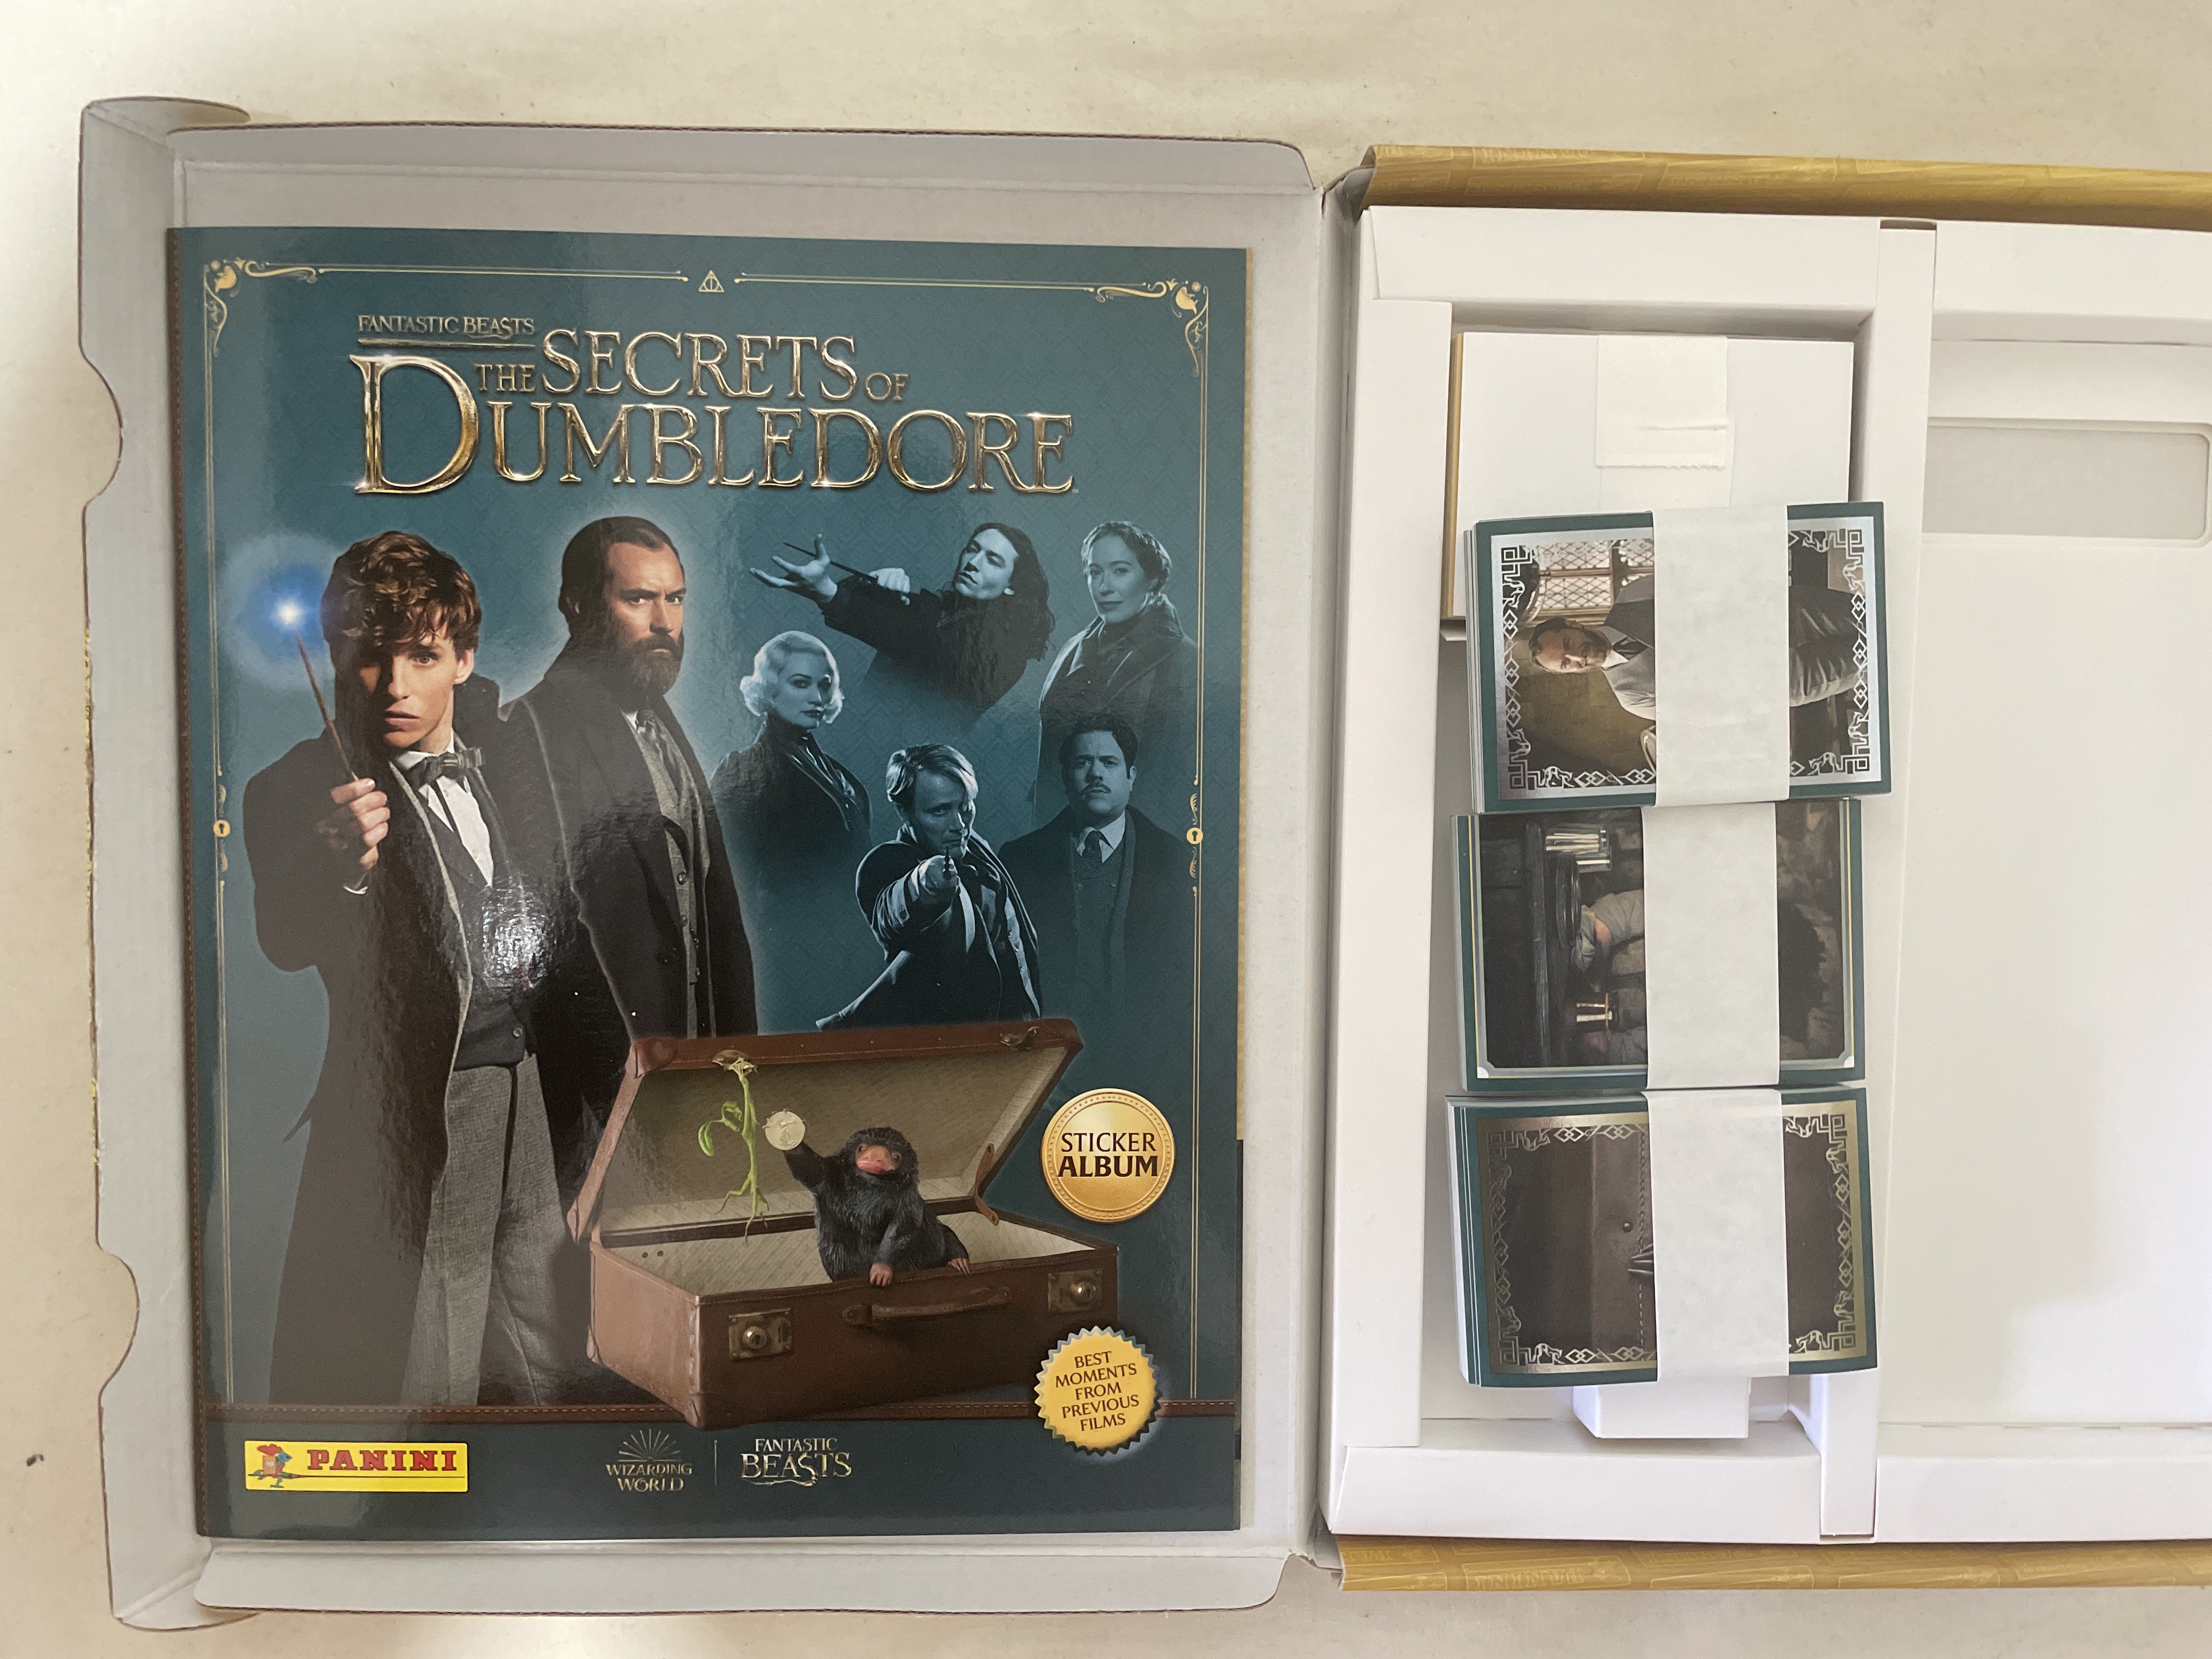 FANTASTIC BEASTS
THE SECRETS OF
DUMBLEDORE
STICKER
ALBUM
BEST
MOMENTS
FROM
PREVIOUS
FILMS
PANINI
WIZARDING
WORLD
FANTASTIC
BEASTS